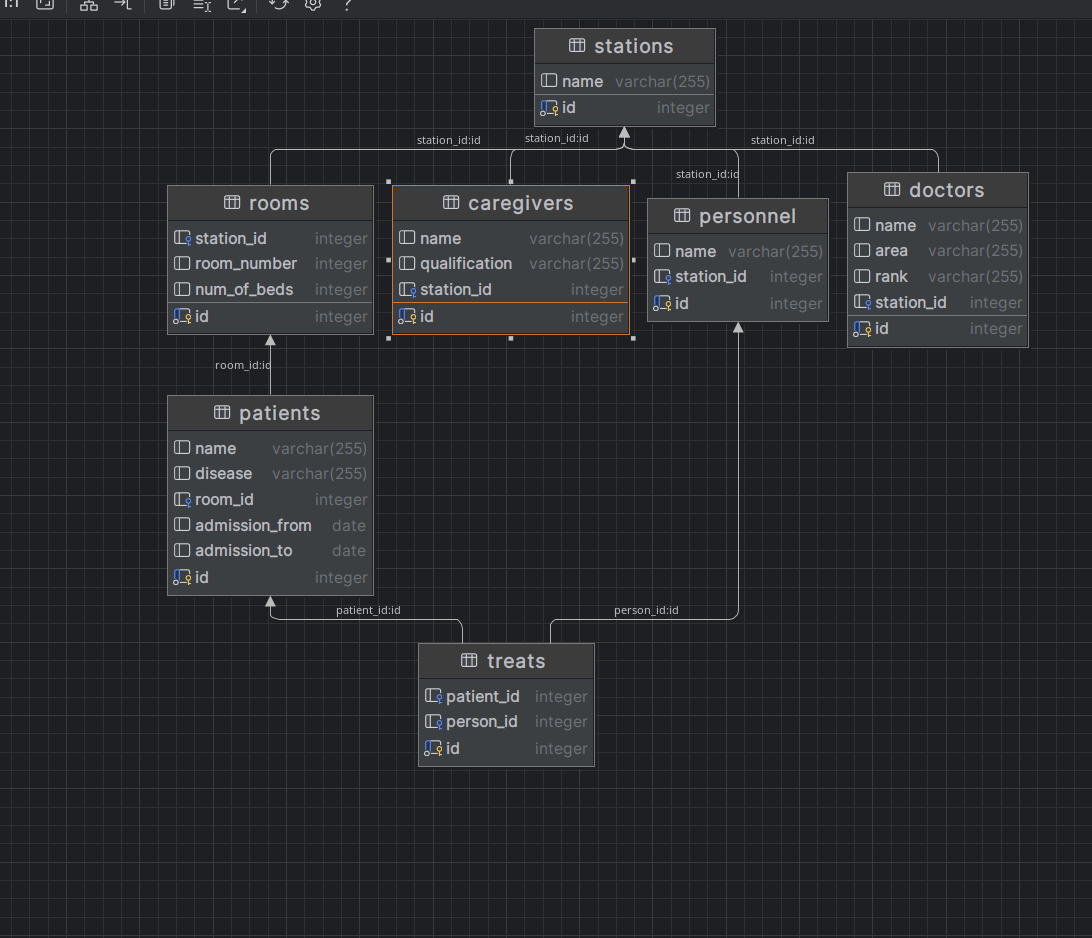 1:1
?
stations
name varchar(255)
id integer
station_id:id
station_id:id
station_id:id
station_id:id
rooms
station_id integer
room_number integer
num_of_beds integer
id integer
caregivers
name varchar(255)
qualification varchar(255)
station_id integer
id integer
personnel
name varchar(255)
station_id integer
id integer
doctors
name varchar(255)
area varchar(255)
rank varchar(255)
station_id integer
id integer
room_id:id
patients
name varchar(255)
disease varchar(255)
room_id integer
admission_from date
admission_to date
id integer
patient_id:id
person_id:id
treats
patient_id integer
person_id integer
id integer